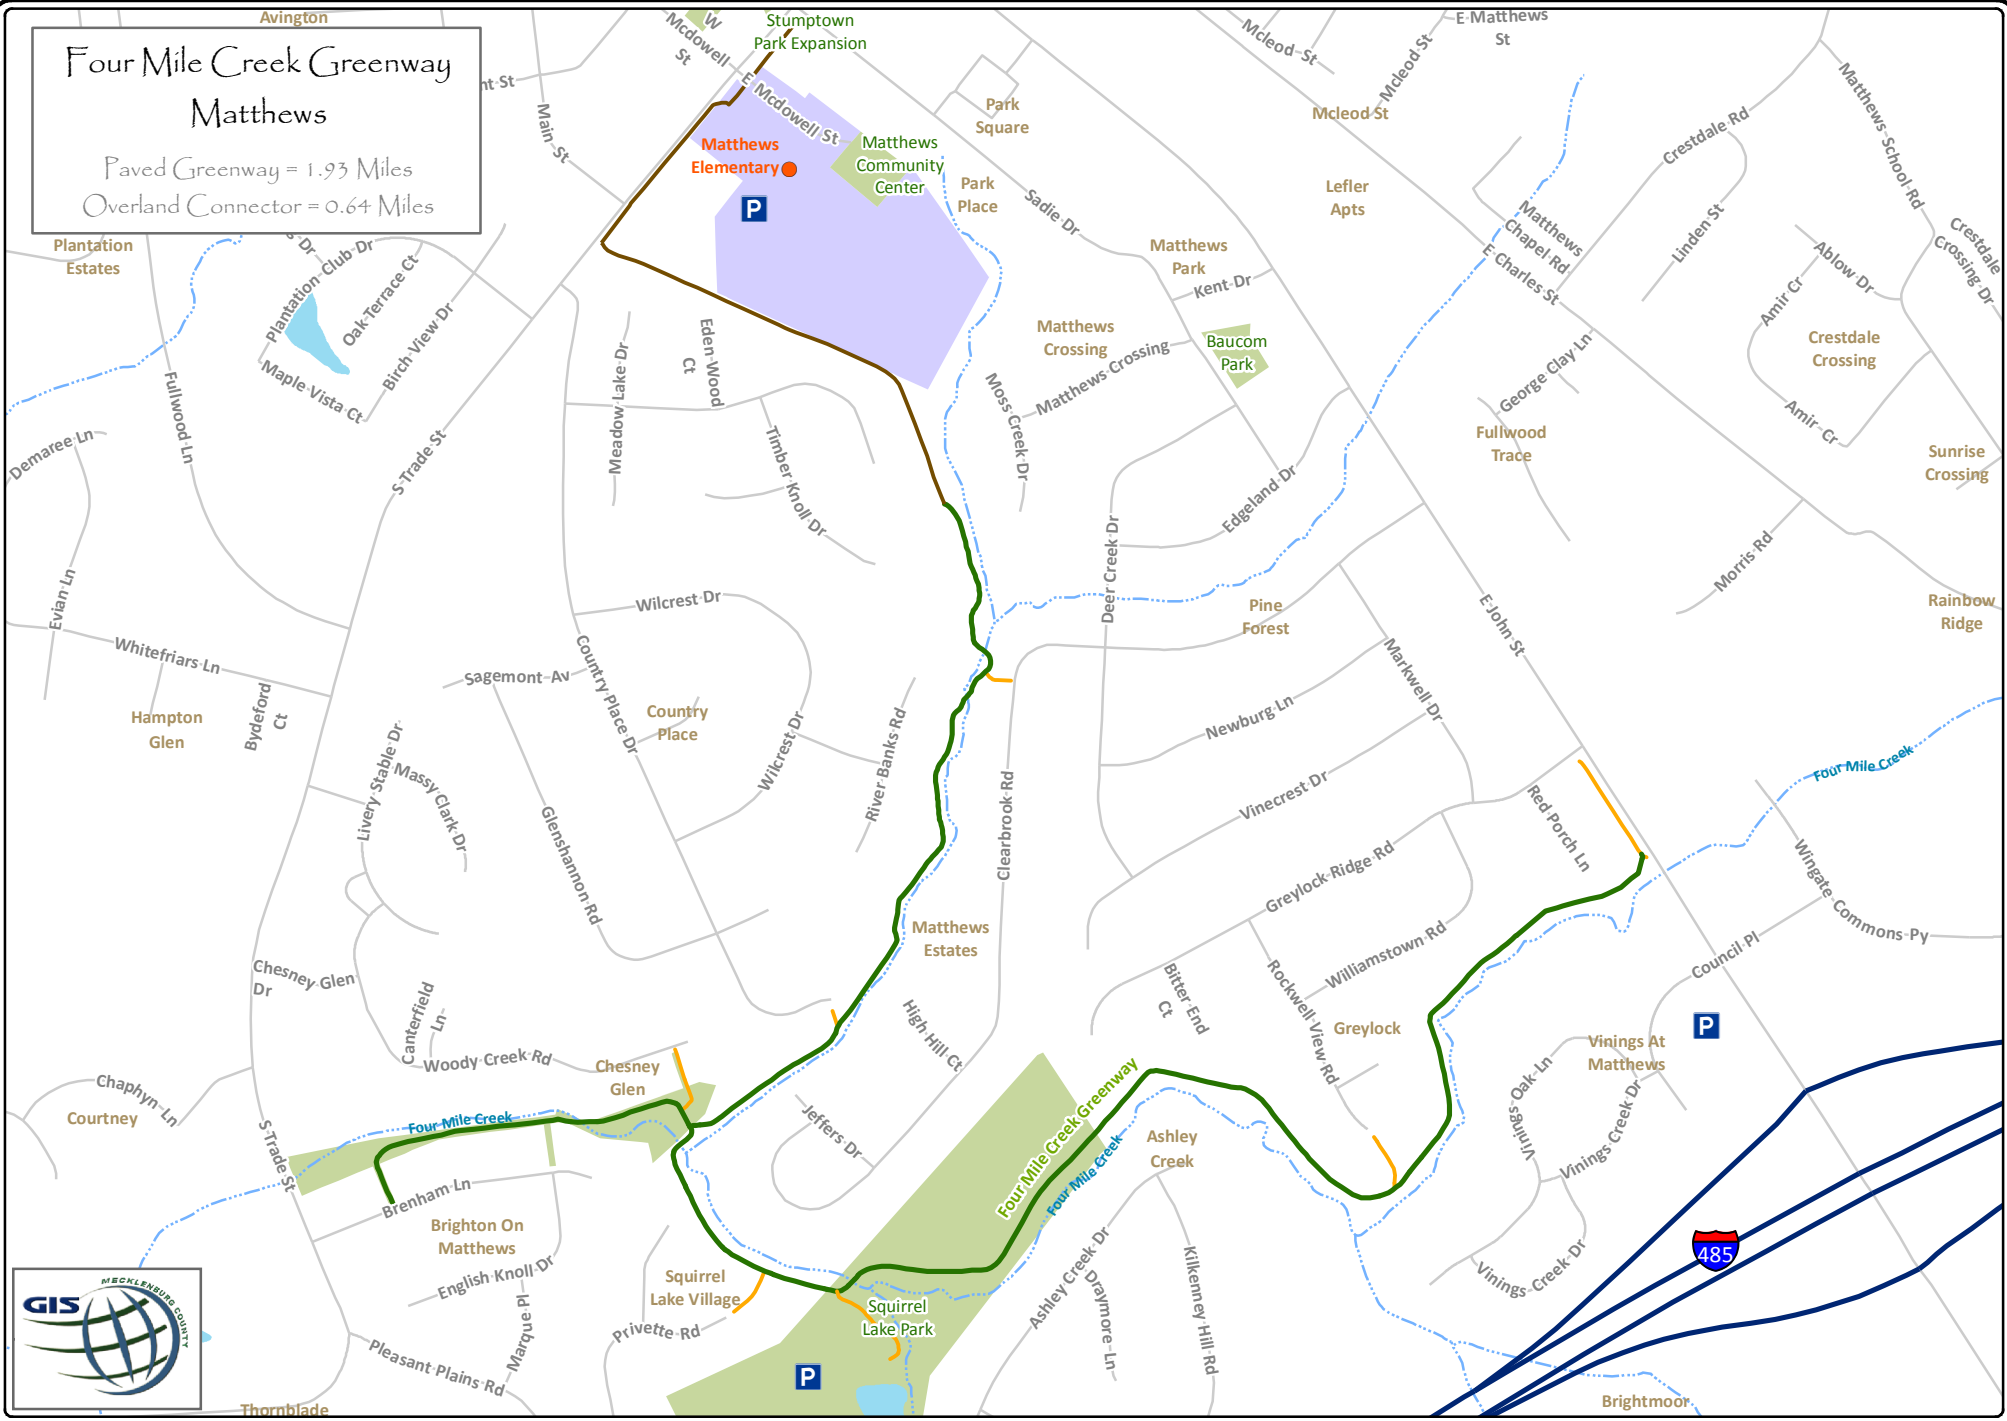 Avington
Four Mile Creek Greenway
Matthews
Paved Greenway = 1.93 Miles
Overland Connector = 0.64 Miles
nt St
Main St
W
Mcdowell
St
Stumptown
Park Expansion
E Mcdowell St
Matthews
Elementary
P
Matthews
Community
Center
Park
Square
Park
Place
Sadie Dr
Mcleod St
Mcleod St
E Matthews
St
Mcleod St
Lefler
Apts
Matthews
Chapel Rd
E Charles St
Crestdale Rd
Linden St
Matthews School Rd
Crestdale
Crossing Dr
Ablow Dr
Amir Cr
Crestdale
Crossing
Amir Cr
Sunrise
Crossing
Plantation
Estates
s Dr
Plantation Club Dr
Oak Terrace Ct
Birch View Dr
Maple Vista Ct
Fullwood Ln
Demaree Ln
S Trade St
Meadow Lake Dr
Eden Wood
Ct
Timber Knoll Dr
Matthews
Park
Kent Dr
Matthews
Crossing
Matthews Crossing
Moss Creek Dr
Baucom
Park
Edgeland Dr
Deer Creek Dr
George Clay Ln
Fullwood
Trace
Morris Rd
Rainbow
Ridge
Evian Ln
Whitefriars Ln
Hampton
Glen
Bydeford
Ct
Wilcrest Dr
Sagemont Av
Country Place Dr
Country
Place
Wilcrest Dr
River Banks Rd
Pine
Forest
E John St
Markwell Dr
Newburg Ln
Vinecrest Dr
Clearbrook Rd
Greylock Ridge Rd
Red Porch Ln
Four Mile Creek
Wingate Commons Py
Livery Stable Dr
Massy Clark Dr
Glenshannon Rd
Matthews
Estates
Williamstown Rd
Rockwell View Rd
Bitter End
Ct
Greylock
Council Pl
P
Vinings At
Matthews
Vinings Oak Ln
Vinings Creek Dr
Chesney Glen
Dr
Canterfield
Ln
Woody Creek Rd
Chesney
Glen
High Hill Ct
Jeffers Dr
Chaphyn Ln
Courtney
S Trade St
Four Mile Creek
Four Mile Creek Greenway
Four Mile Creek
Ashley
Creek
Brenham Ln
Brighton On
Matthews
English Knoll Dr
Marque Pl
Pleasant Plains Rd
Thornblade
Squirrel
Lake Village
Privette Rd
Squirrel
Lake Park
P
Ashley Creek Dr
Draymore Ln
Kilkenney Hill Rd
Vinings Creek Dr
485
Brightmoor
GIS
MECKLENBURG COUNTY